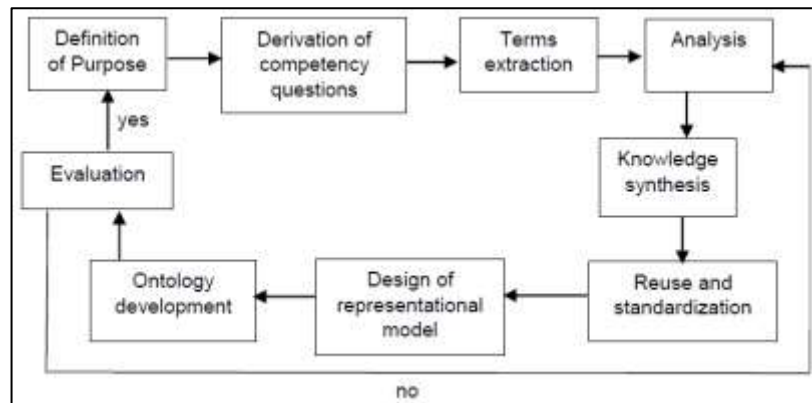 Definition
of Purpose
Derivation of
competency
questions
Terms
extraction
Analysis
yes
Evaluation
Knowledge
synthesis
Ontology
development
Design of
representational
model
Reuse and
standardization
no